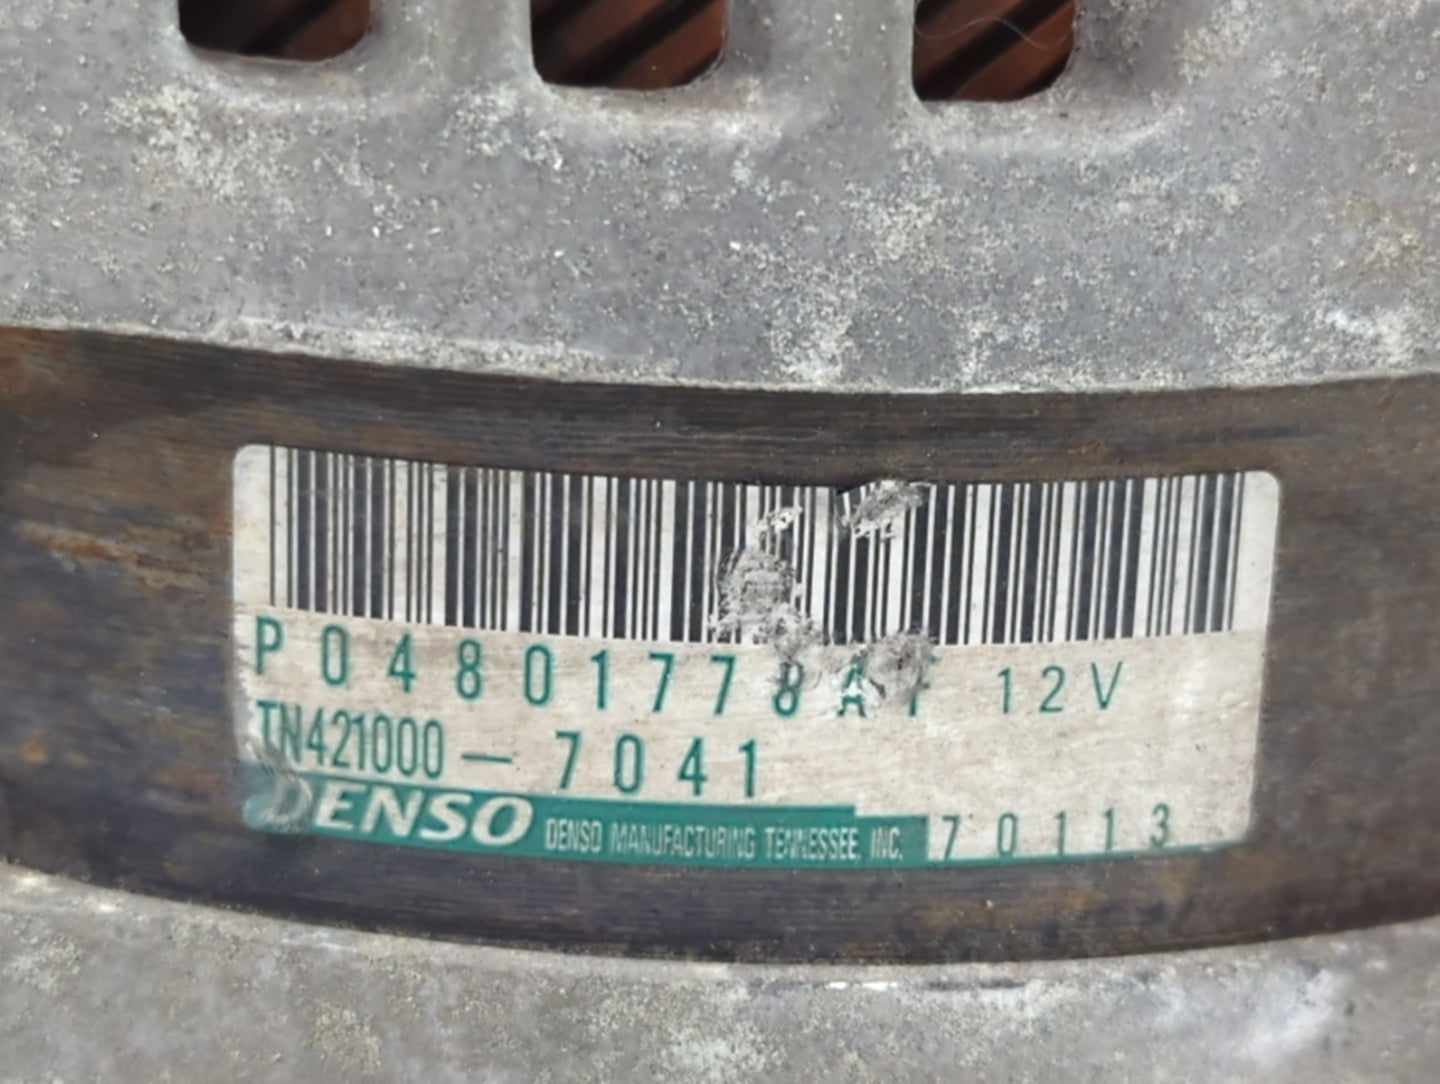 P04801778AF 12V
TN421000-7041
DENSO DENSO MANUFACTURING TENNESSEE, INC. 70113